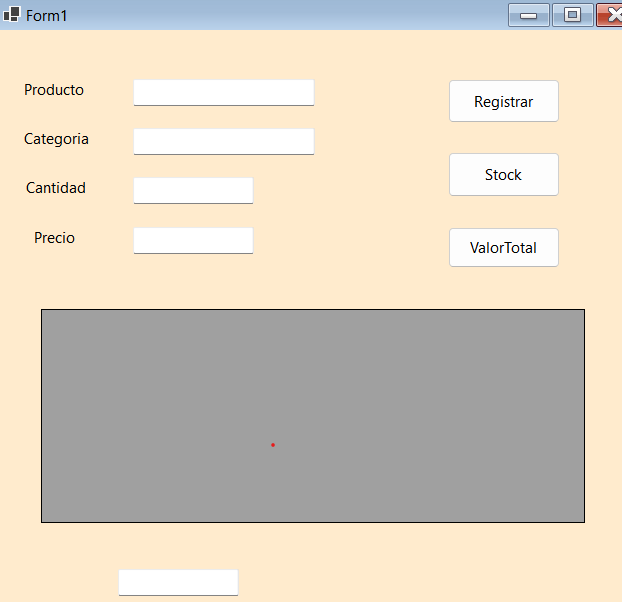 Form1
Producto
Registrar
Categoria
Stock
Cantidad
Precio
ValorTotal